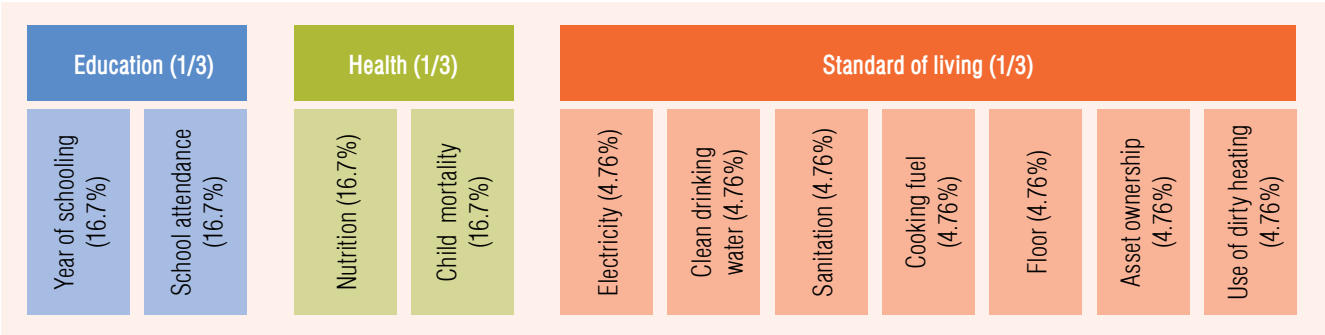 Education (1/3)
Health (1/3)
Standard of living (1/3)
Year of schooling
(16.7%)
School attendance
(16.7%)
Nutrition (16.7%)
Child mortality
(16.7%)
Electricity (4.76%)
Clean drinking
water (4.76%)
Sanitation (4.76%)
Cooking fuel
(4.76%)
Floor (4.76%)
Asset ownership
(4.76%)
Use of dirty heating
(4.76%)